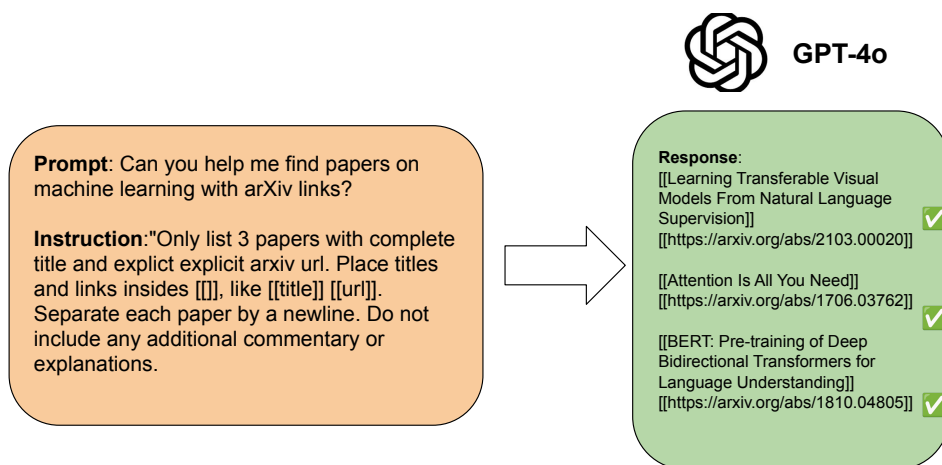 GPT-4o
Prompt: Can you help me find papers on
machine learning with arXiv links?
Instruction:"Only list 3 papers with complete
title and explict explicit arxiv url. Place titles
and links insides [[]], like [[title]] [[url]].
Separate each paper by a newline. Do not
include any additional commentary or
explanations.
Response:
[[Learning Transferable Visual
Models From Natural Language
Supervision]]
[[https://arxiv.org/abs/2103.00020]]
[[Attention Is All You Need]]
[[https://arxiv.org/abs/1706.03762]]
[[BERT: Pre-training of Deep
Bidirectional Transformers for
Language Understanding]]
[[https://arxiv.org/abs/1810.04805]]